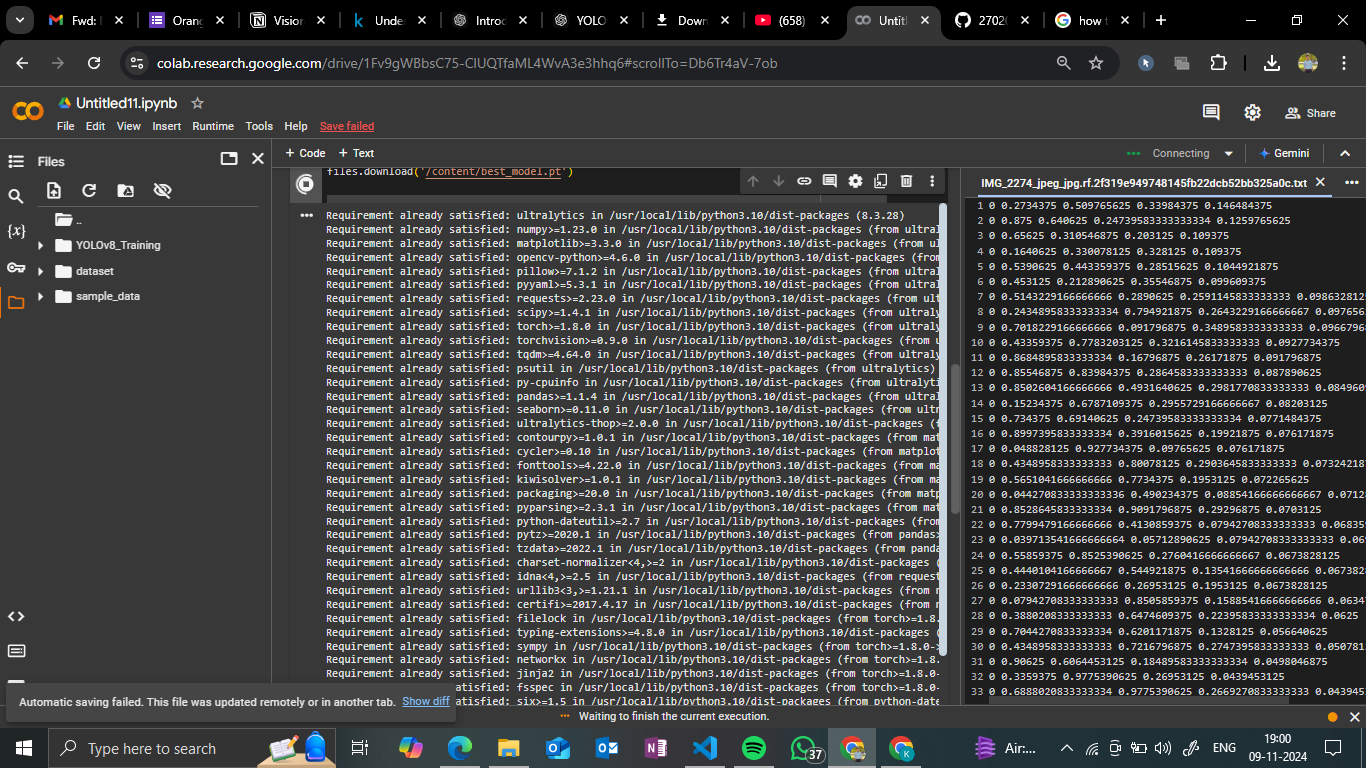 Fwd:
Orang
Vision
Unde
Introd
YOLO
Down
(658)
Untitl
2702
how t
colab.research.google.com/drive/1Fv9gWBbsC75-ClUQTfaML4WvA3e3hhq6#scrollTo=Db6Tr4aV-7ob
Untitled11.ipynb
Share
File Edit View Insert Runtime Tools Help Save failed
Files
+ Code + Text
Connecting
Gemini
..
YOLOv8_Training
dataset
sample_data
files.download('/content/best_model.pt')
Requirement already satisfied: ultralytics in /usr/local/lib/python3.10/dist-packages (8.3.28)
Requirement already satisfied: numpy>=1.23.0 in /usr/local/lib/python3.10/dist-packages (from ultral
Requirement already satisfied: matplotlib>=3.3.0 in /usr/local/lib/python3.10/dist-packages (from ul
Requirement already satisfied: opencv-python>=4.6.0 in /usr/local/lib/python3.10/dist-packages (from
Requirement already satisfied: pillow>=7.1.2 in /usr/local/lib/python3.10/dist-packages (from ultral
Requirement already satisfied: pyyaml>=5.3.1 in /usr/local/lib/python3.10/dist-packages (from ultral
Requirement already satisfied: requests>=2.23.0 in /usr/local/lib/python3.10/dist-packages (from ult
Requirement already satisfied: scipy>=1.4.1 in /usr/local/lib/python3.10/dist-packages (from ultraly
Requirement already satisfied: torch>=1.8.0 in /usr/local/lib/python3.10/dist-packages (from ultraly
Requirement already satisfied: torchvision>=0.9.0 in /usr/local/lib/python3.10/dist-packages (from u
Requirement already satisfied: tqdm>=4.64.0 in /usr/local/lib/python3.10/dist-packages (from ultraly
Requirement already satisfied: psutil in /usr/local/lib/python3.10/dist-packages (from ultralytics)
Requirement already satisfied: py-cpuinfo in /usr/local/lib/python3.10/dist-packages (from ultralyti
Requirement already satisfied: pandas>=1.1.4 in /usr/local/lib/python3.10/dist-packages (from ultral
Requirement already satisfied: seaborn>=0.11.0 in /usr/local/lib/python3.10/dist-packages (from ultr
Requirement already satisfied: ultralytics-thop>=2.0.0 in /usr/local/lib/python3.10/dist-packages (f
Requirement already satisfied: contourpy>=1.0.1 in /usr/local/lib/python3.10/dist-packages (from mat
Requirement already satisfied: cycler>=0.10 in /usr/local/lib/python3.10/dist-packages (from matplot
Requirement already satisfied: fonttools>=4.22.0 in /usr/local/lib/python3.10/dist-packages (from ma
Requirement already satisfied: kiwisolver>=1.0.1 in /usr/local/lib/python3.10/dist-packages (from ma
Requirement already satisfied: packaging>=20.0 in /usr/local/lib/python3.10/dist-packages (from matp
Requirement already satisfied: pyparsing>=2.3.1 in /usr/local/lib/python3.10/dist-packages (from mat
Requirement already satisfied: python-dateutil>=2.7 in /usr/local/lib/python3.10/dist-packages (from
Requirement already satisfied: pytz>=2020.1 in /usr/local/lib/python3.10/dist-packages (from pandas>
Requirement already satisfied: tzdata>=2022.1 in /usr/local/lib/python3.10/dist-packages (from panda
Requirement already satisfied: charset-normalizer<4,>=2 in /usr/local/lib/python3.10/dist-packages (
Requirement already satisfied: idna<4,>=2.5 in /usr/local/lib/python3.10/dist-packages (from request
Requirement already satisfied: urllib3<3,>=1.21.1 in /usr/local/lib/python3.10/dist-packages (from r
Requirement already satisfied: certifi>=2017.4.17 in /usr/local/lib/python3.10/dist-packages (from r
Requirement already satisfied: filelock in /usr/local/lib/python3.10/dist-packages (from torch>=1.8.
Requirement already satisfied: typing-extensions>=4.8.0 in /usr/local/lib/python3.10/dist-packages (
Requirement already satisfied: sympy in /usr/local/lib/python3.10/dist-packages (from torch>=1.8.0->
Requirement already satisfied: networkx in /usr/local/lib/python3.10/dist-packages (from torch>=1.8.
Requirement already satisfied: jinja2 in /usr/local/lib/python3.10/dist-packages (from torch>=1.8.0-
satisfied: fsspec in /usr/local/lib/python3.10/dist-packages (from torch>=1.8.0-
satisfied: six>=1.5 in /usr/local/lib/python3.10/dist-packages (from python-date
IMG_2274_jpeg_jpg.rf.2f319e949748145fb22dcb52bb325a0c.txt
1 0 0.2734375 0.509765625 0.33984375 0.146484375
2 0 0.875 0.640625 0.24739583333333334 0.1259765625
3 0 0.65625 0.310546875 0.203125 0.109375
4 0 0.1640625 0.330078125 0.328125 0.109375
5 0 0.5390625 0.443359375 0.28515625 0.1044921875
6 0 0.453125 0.212890625 0.35546875 0.099609375
7 0 0.5143229166666666 0.2890625 0.2591145833333333 0.098632812
8 0 0.24348958333333334 0.794921875 0.2643229166666667 0.097656
9 0 0.7018229166666666 0.091796875 0.3489583333333333 0.0966796
10 0 0.43359375 0.7783203125 0.3216145833333333 0.0927734375
11 0 0.8684895833333334 0.16796875 0.26171875 0.091796875
12 0 0.85546875 0.83984375 0.2864583333333333 0.087890625
13 0 0.8502604166666666 0.4931640625 0.2981770833333333 0.084960
14 0 0.15234375 0.6787109375 0.2955729166666667 0.08203125
15 0 0.734375 0.69140625 0.24739583333333334 0.0771484375
16 0 0.8997395833333334 0.3916015625 0.19921875 0.076171875
17 0 0.048828125 0.927734375 0.09765625 0.076171875
18 0 0.4348958333333333 0.80078125 0.2903645833333333 0.07324218
19 0 0.5651041666666666 0.7734375 0.1953125 0.072265625
20 0 0.044270833333333336 0.490234375 0.08854166666666667 0.0712
21 0 0.8528645833333334 0.9091796875 0.29296875 0.0703125
22 0 0.7799479166666666 0.4130859375 0.07942708333333333 0.06835
23 0 0.039713541666666664 0.05712890625 0.07942708333333333 0.06
24 0 0.55859375 0.8525390625 0.2760416666666667 0.0673828125
25 0 0.4440104166666667 0.544921875 0.13541666666666666 0.067382
26 0 0.23307291666666666 0.26953125 0.1953125 0.0673828125
27 0 0.07942708333333333 0.8505859375 0.15885416666666666 0.0634
28 0 0.3880208333333333 0.6474609375 0.22395833333333334 0.0625
29 0 0.7044270833333334 0.6201171875 0.1328125 0.056640625
30 0 0.4348958333333333 0.7216796875 0.2747395833333333 0.050781
31 0 0.90625 0.6064453125 0.18489583333333334 0.0498046875
32 0 0.3359375 0.9775390625 0.26953125 0.0439453125
33 0 0.6888020833333334 0.9775390625 0.2669270833333333 0.043945
Automatic saving failed. This file was updated remotely or in another tab. Show diff
Waiting to finish the current execution.
Type here to search
37
Air...
ENG
19:00
09-11-2024